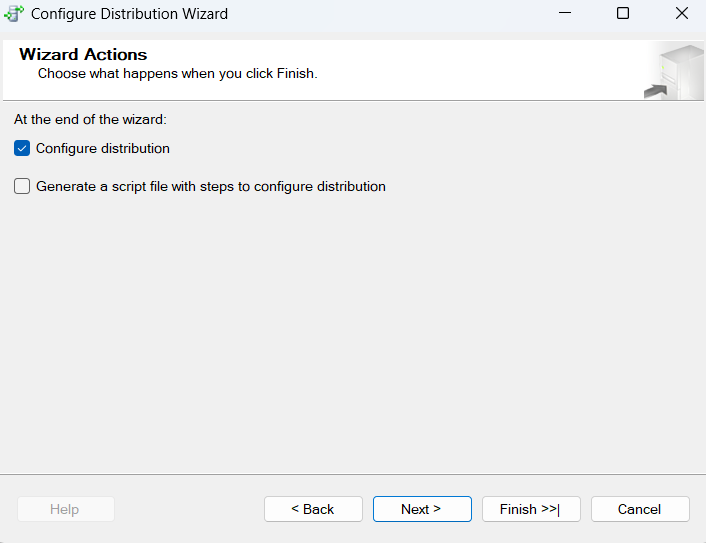 Configure Distribution Wizard
Wizard Actions
Choose what happens when you click Finish.
At the end of the wizard:
Configure distribution
Generate a script file with steps to configure distribution
Help
< Back
Next >
Finish >>|
Cancel